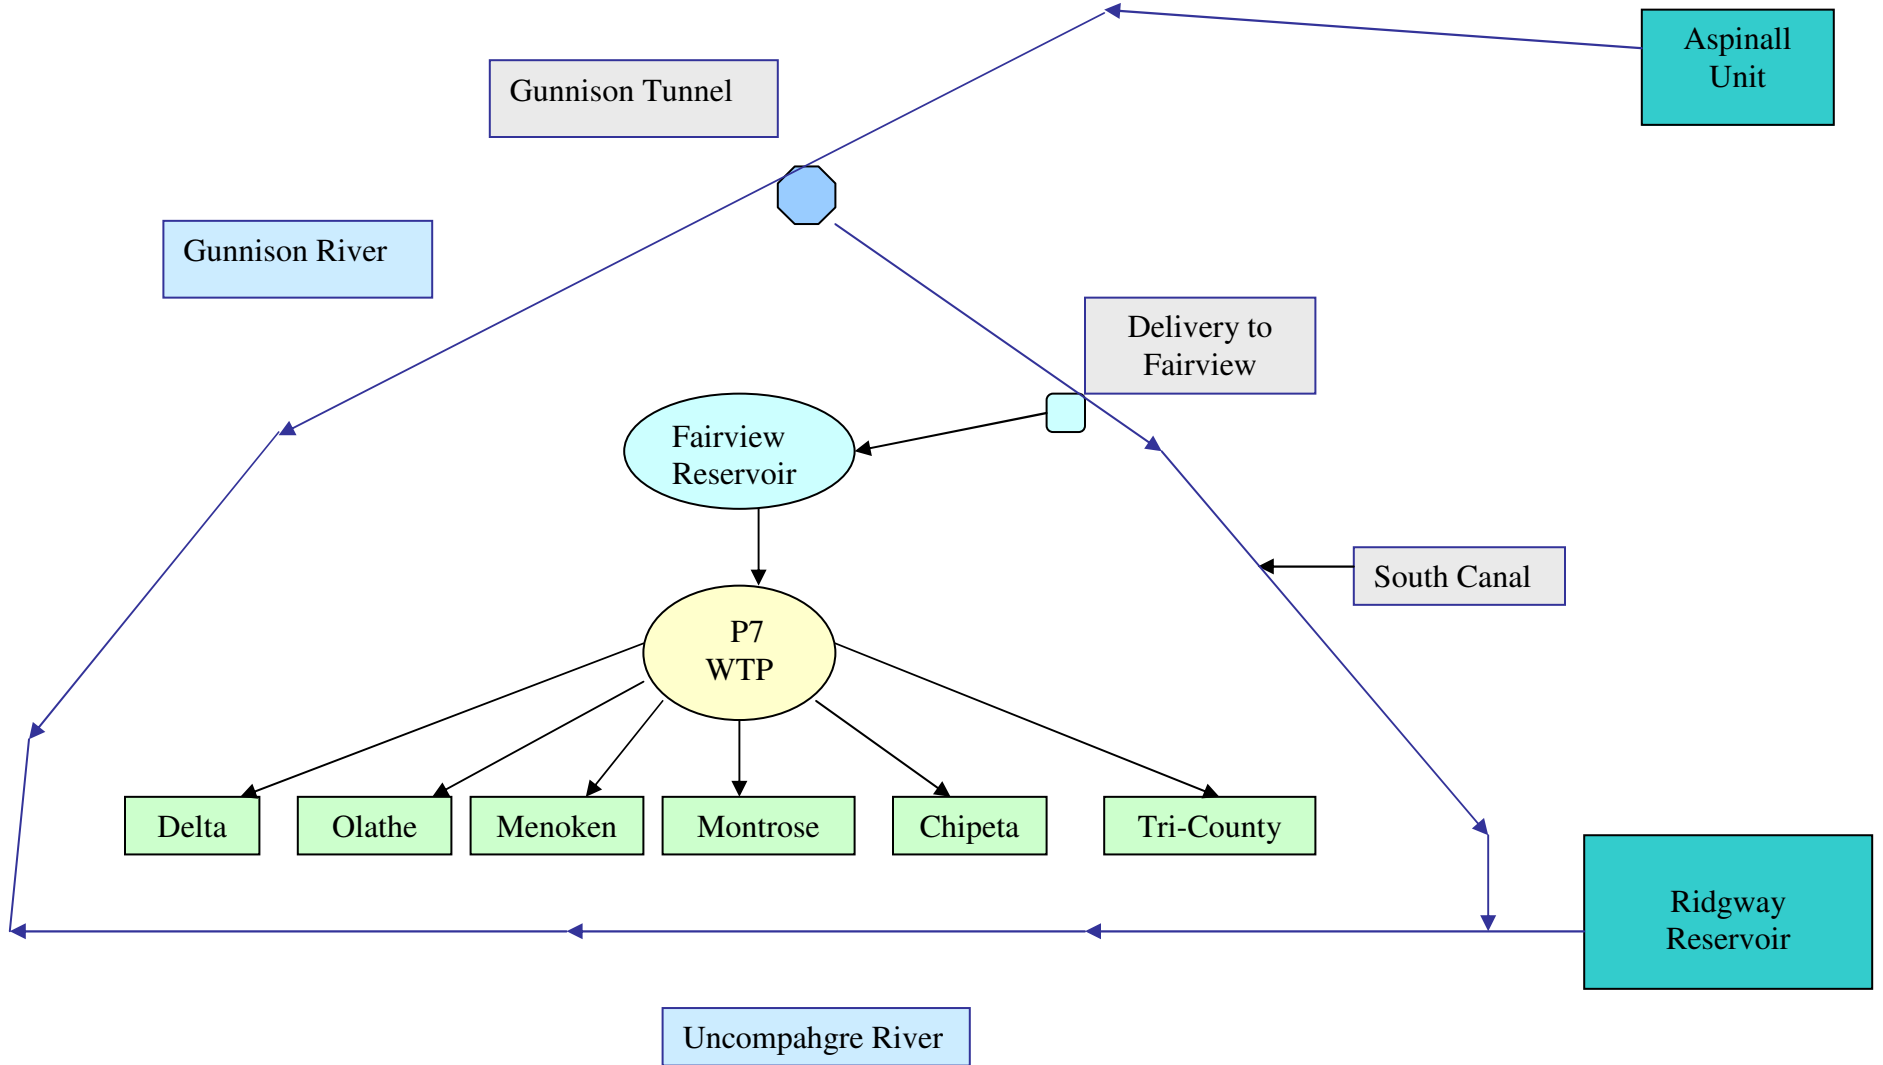 Aspinall
Unit
Gunnison Tunnel
Gunnison River
Delivery to
Fairview
Fairview
Reservoir
South Canal
P7
WTP
Delta
Olathe
Menoken
Montrose
Chipeta
Tri-County
Ridgway
Reservoir
Uncompahgre River